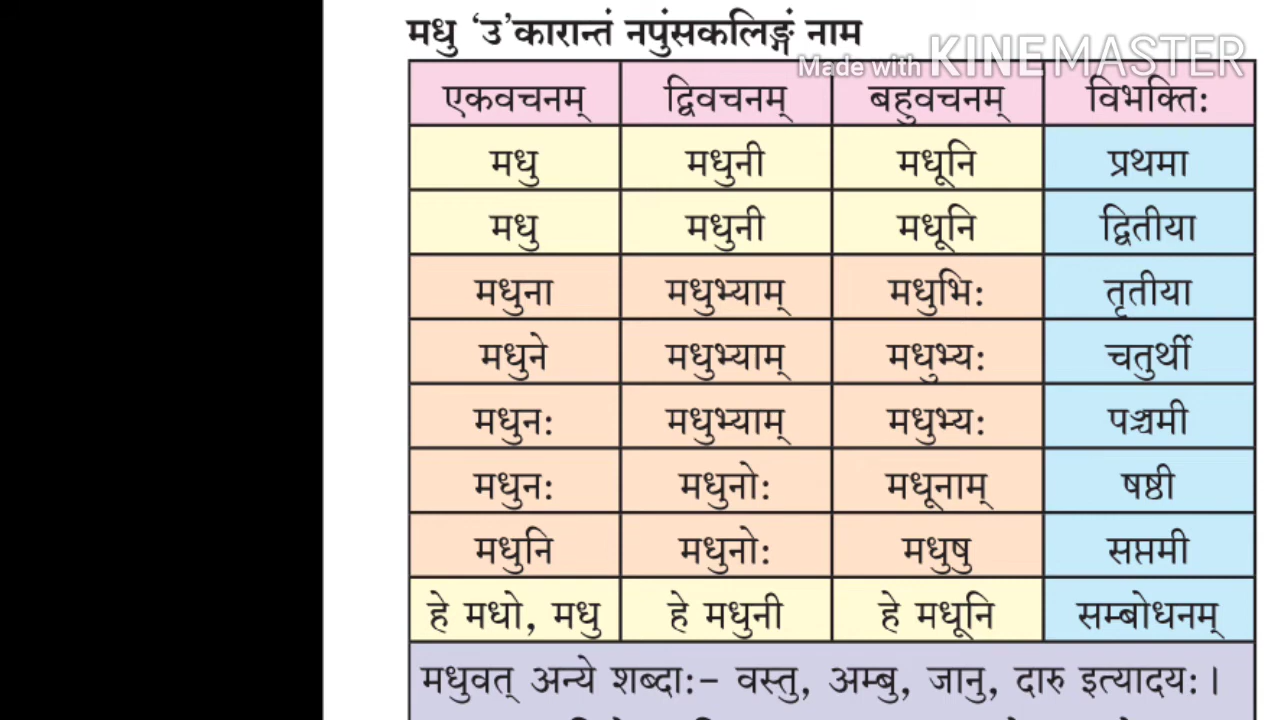 मधु ‘उ’कारान्तं नपुंसकलिङ्गं नाम
Made with KINEMASTER
एकवचनम् द्विवचनम् बहुवचनम् विभक्तिः
मधु मधुनी मधूनि प्रथमा
मधु मधुनी मधूनि द्वितीया
मधुना मधुभ्याम् मधुभिः तृतीया
मधुने मधुभ्याम् मधुभ्यः चतुर्थी
मधुनः मधुभ्याम् मधुभ्यः पञ्चमी
मधुनः मधुनोः मधूनाम् षष्ठी
मधुनि मधुनोः मधुषु सप्तमी
हे मधो, मधु हे मधुनी हे मधूनि सम्बोधनम्
मधुवत् अन्ये शब्दाः- वस्तु, अम्बु, जानु, दारु इत्यादयः।